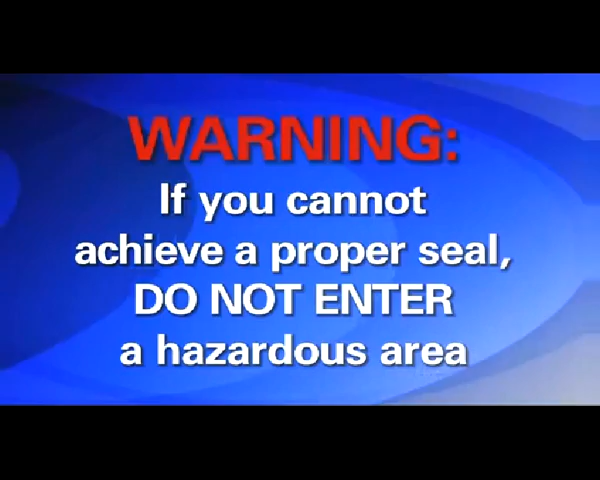 WARNING:
If you cannot
achieve a proper seal,
DO NOT ENTER
a hazardous area